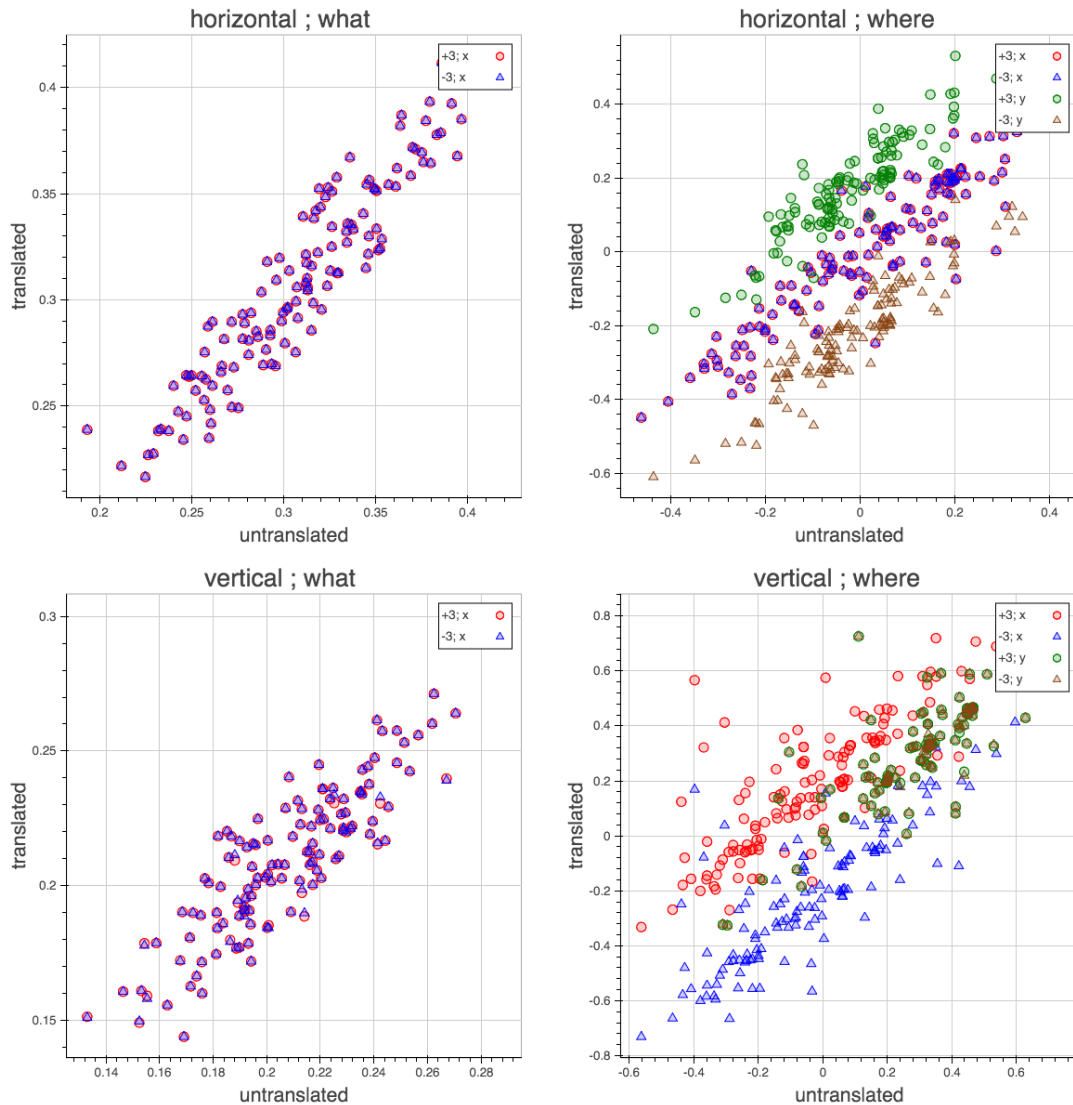 horizontal ; what
+3; x
-3; x
0.4
0.35
0.3
0.25
translated
0.2
0.25
0.3
0.35
0.4
untranslated
horizontal ; where
+3; x
-3; x
+3; y
-3; y
0.4
0.2
0
-0.2
-0.4
-0.6
translated
-0.4
-0.2
0
0.2
0.4
untranslated
vertical ; what
+3; x
-3; x
0.3
0.25
0.2
0.15
translated
0.14
0.16
0.18
0.2
0.22
0.24
0.26
0.28
untranslated
vertical ; where
+3; x
-3; x
+3; y
-3; y
0.8
0.6
0.4
0.2
0
-0.2
-0.4
-0.6
-0.8
translated
-0.6
-0.4
-0.2
0
0.2
0.4
0.6
untranslated